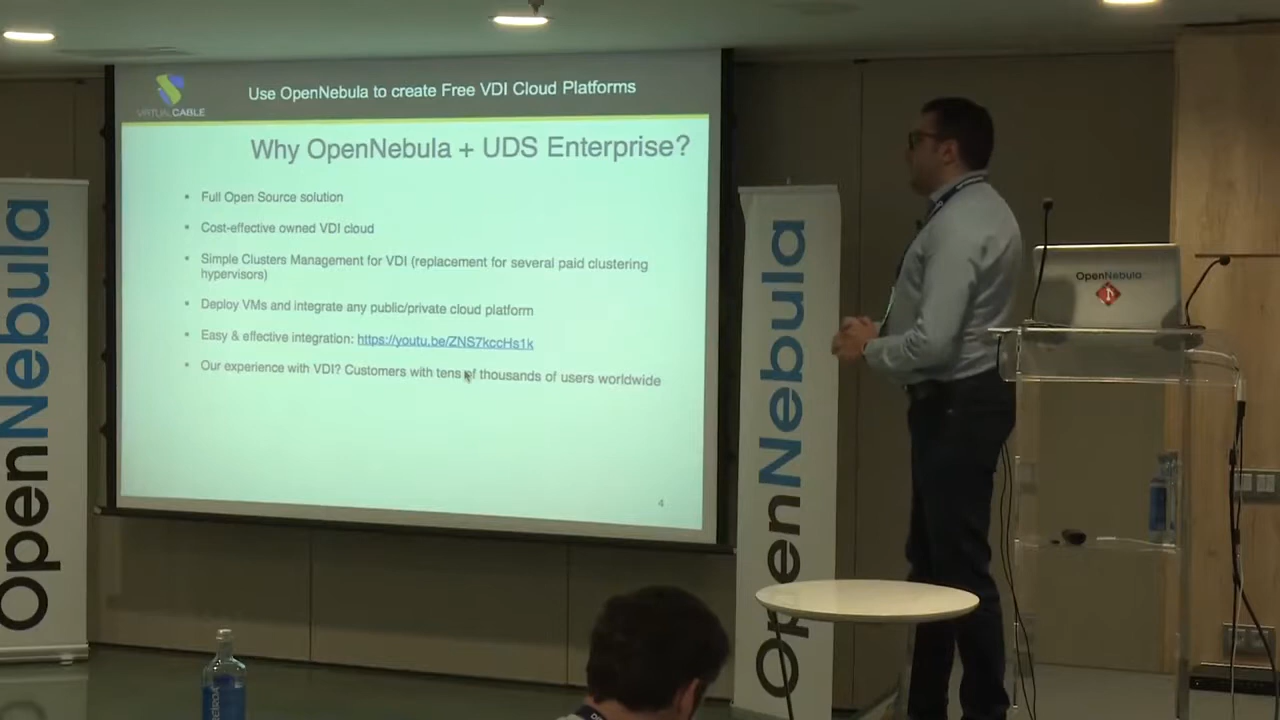 VIRTUALCABLE
Use OpenNebula to create Free VDI Cloud Platforms
Why OpenNebula + UDS Enterprise?
Full Open Source solution
Cost-effective owned VDI cloud
Simple Clusters Management for VDI (replacement for several paid clustering
hypervisors)
Deploy VMs and integrate any public/private cloud platform
Easy & effective integration: https://youtu.be/ZNS7kccHs1k
Our experience with VDI? Customers with tens of thousands of users worldwide
4
OpenNebula
OpenNebula
OpenNebula